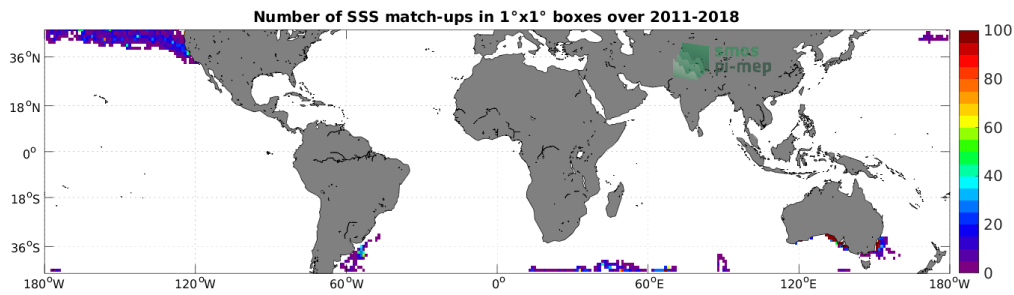 Number of SSS match-ups in 1°x1° boxes over 2011-2018
smos
pi-mep
36°N
18°N
0°
18°S
36°S
180°W
120°W
60°W
0°
60°E
120°E
180°W
100
80
60
40
20
0